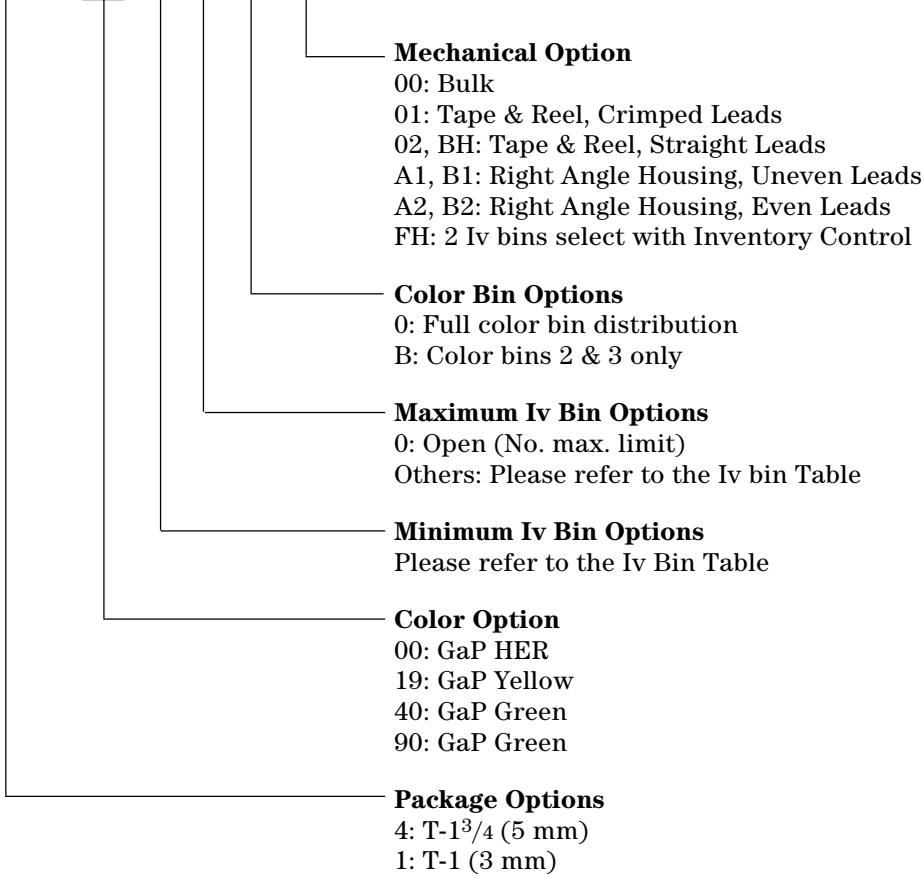 Mechanical Option
00: Bulk
01: Tape & Reel, Crimped Leads
02, BH: Tape & Reel, Straight Leads
A1, B1: Right Angle Housing, Uneven Leads
A2, B2: Right Angle Housing, Even Leads
FH: 2 Iv bins select with Inventory Control
Color Bin Options
0: Full color bin distribution
B: Color bins 2 & 3 only
Maximum Iv Bin Options
0: Open (No. max. limit)
Others: Please refer to the Iv bin Table
Minimum Iv Bin Options
Please refer to the Iv Bin Table
Color Option
00: GaP HER
19: GaP Yellow
40: GaP Green
90: GaP Green
Package Options
4: T-13/4 (5 mm)
1: T-1 (3 mm)